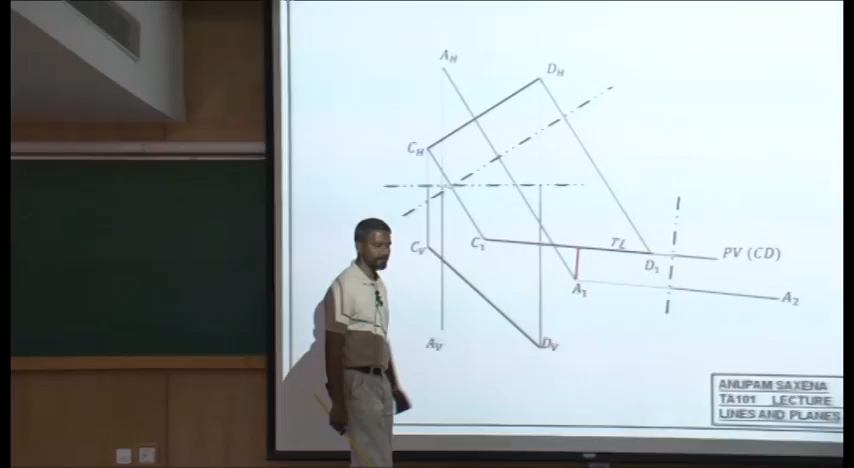 A_H
D_H
C_H
C_V
C_1
TL
D_1
PV (CD)
A_1
A_2
A_V
D_V
ANUPAM SAXENA
TA101 LECTURE
LINES AND PLANES